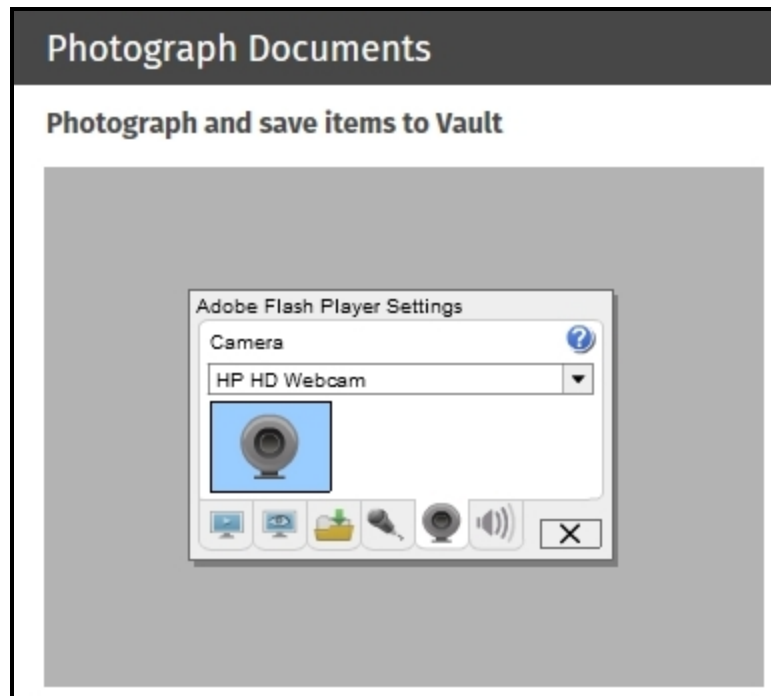 Photograph Documents
Photograph and save items to Vault
Adobe Flash Player Settings
Camera
?
HP HD Webcam
X